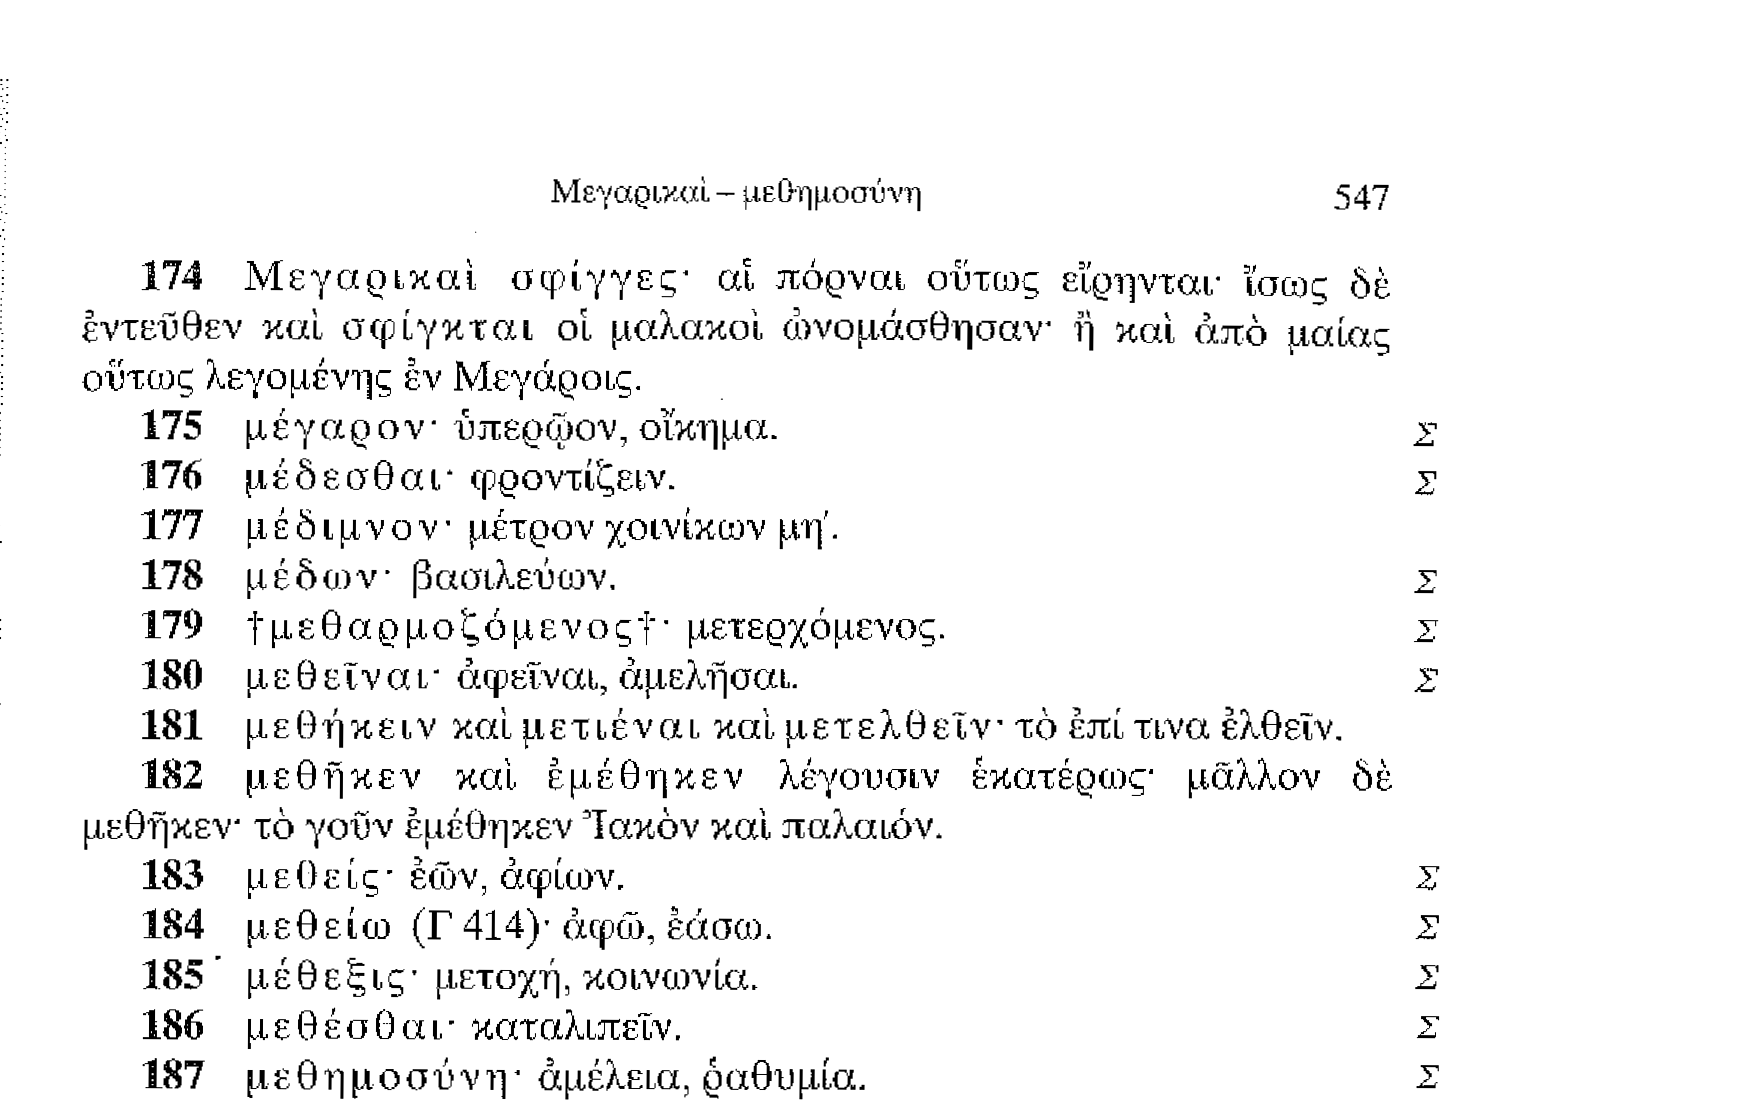 Μεγαρικαὶ – μεθημοσύνη 547
174 Μεγαρικαὶ σφίγγες· αἱ πόρναι οὕτως εἴρηνται· ἴσως δὲ
ἐντεῦθεν καὶ σφίγκται οἱ μαλακοὶ ὠνομάσθησαν· ἢ καὶ ἀπὸ μαίας
οὕτως λεγομένης ἐν Μεγάροις.
175 μέγαρον· ὑπερῷον, οἴκημα. Σ
176 μέδεσθαι· φροντίζειν. Σ
177 μέδιμνον· μέτρον χοινίκων μη′.
178 μέδων· βασιλεύων. Σ
179 †μεθαρμοζόμενος†· μετερχόμενος. Σ
180 μεθεῖναι· ἀφεῖναι, ἀμελῆσαι. Σ
181 μεθήκειν καὶ μετιέναι καὶ μετελθεῖν· τὸ ἐπί τινα ἐλθεῖν.
182 μεθῆκεν καὶ ἐμέθηκεν λέγουσιν ἑκατέρως· μᾶλλον δὲ
μεθῆκεν· τὸ γοῦν ἐμέθηκεν Ἰακὸν καὶ παλαιόν.
183 μεθείς· ἐῶν, ἀφίων. Σ
184 μεθείω (Γ 414)· ἀφῶ, ἐάσω. Σ
185 μέθεξις· μετοχή, κοινωνία. Σ
186 μεθέσθαι· καταλιπεῖν. Σ
187 μεθημοσύνη· ἀμέλεια, ῥαθυμία. Σ